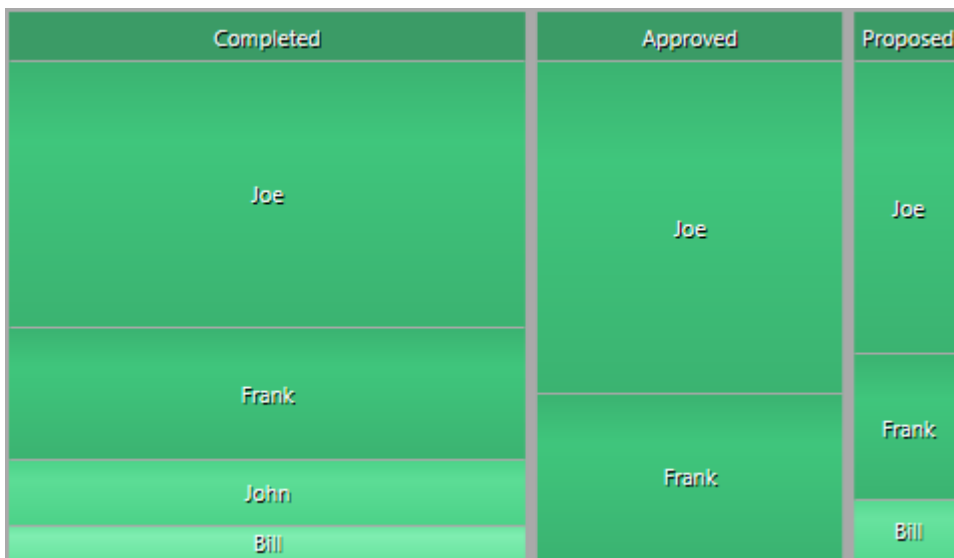 Completed
Joe
Frank
John
Bill
Approved
Joe
Frank
Proposed
Joe
Frank
Bill